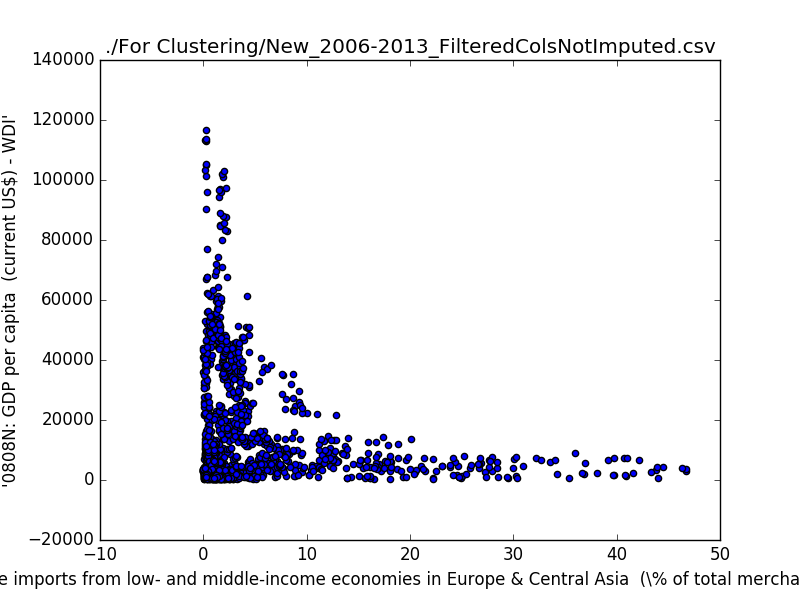 ./For Clustering/New_2006-2013_FilteredColsNotImputed.csv
140000
120000
100000
80000
60000
40000
20000
0
−20000
'0808N: GDP per capita (current US$) - WDI'
−10 0 10 20 30 40 50
e imports from low- and middle-income economies in Europe & Central Asia (\% of total mercha